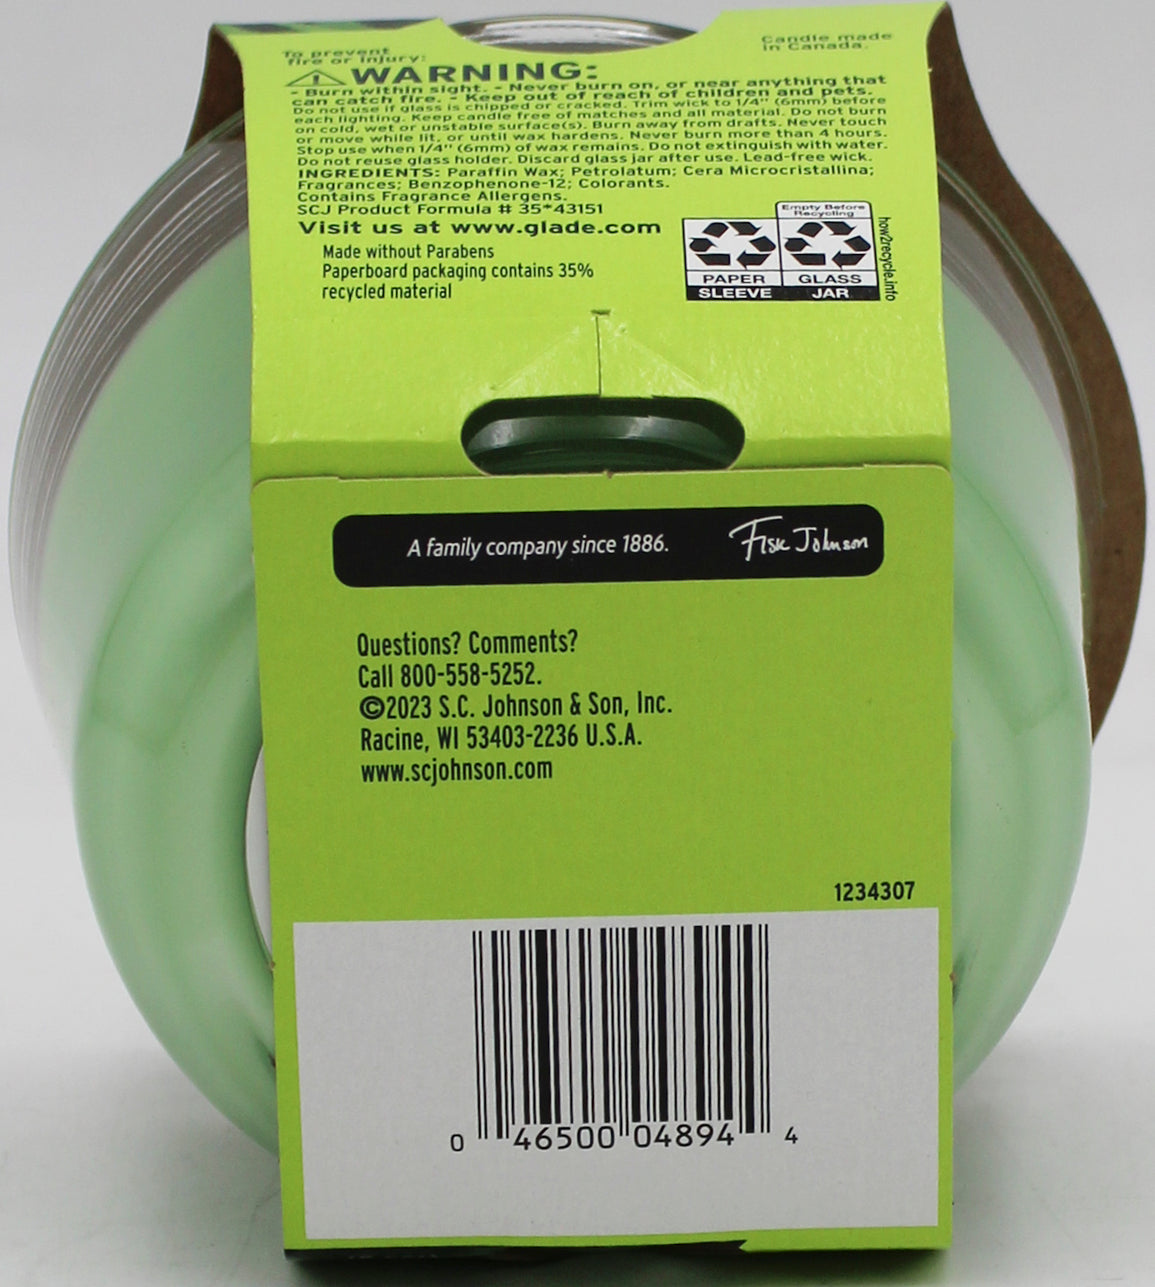 To prevent
fire or injury:
Candle made
in Canada.
⚠WARNING:
- Burn within sight. - Never burn on, or near anything that
can catch fire. - Keep out of reach of children and pets.
Do not use if glass is chipped or cracked. Trim wick to 1/4" (6mm) before
each lighting. Keep candle free of matches and all material. Do not burn
on cold, wet or unstable surface(s). Burn away from drafts. Never touch
or move while lit, or until wax hardens. Never burn more than 4 hours.
Stop use when 1/4" (6mm) of wax remains. Do not extinguish with water.
Do not reuse glass holder. Discard glass jar after use. Lead-free wick.
INGREDIENTS: Paraffin Wax; Petrolatum; Cera Microcristallina;
Fragrances; Benzophenone-12; Colorants.
Contains Fragrance Allergens.
SCJ Product Formula # 35*43151
Visit us at www.glade.com
Made without Parabens
Paperboard packaging contains 35%
recycled material
Empty Before
Recycling
PAPER GLASS
SLEEVE JAR
how2recycle.info
A family company since 1886. Fisk Johnson
Questions? Comments?
Call 800-558-5252.
©2023 S.C. Johnson & Son, Inc.
Racine, WI 53403-2236 U.S.A.
www.scjohnson.com
1234307
0 46500 04894 4